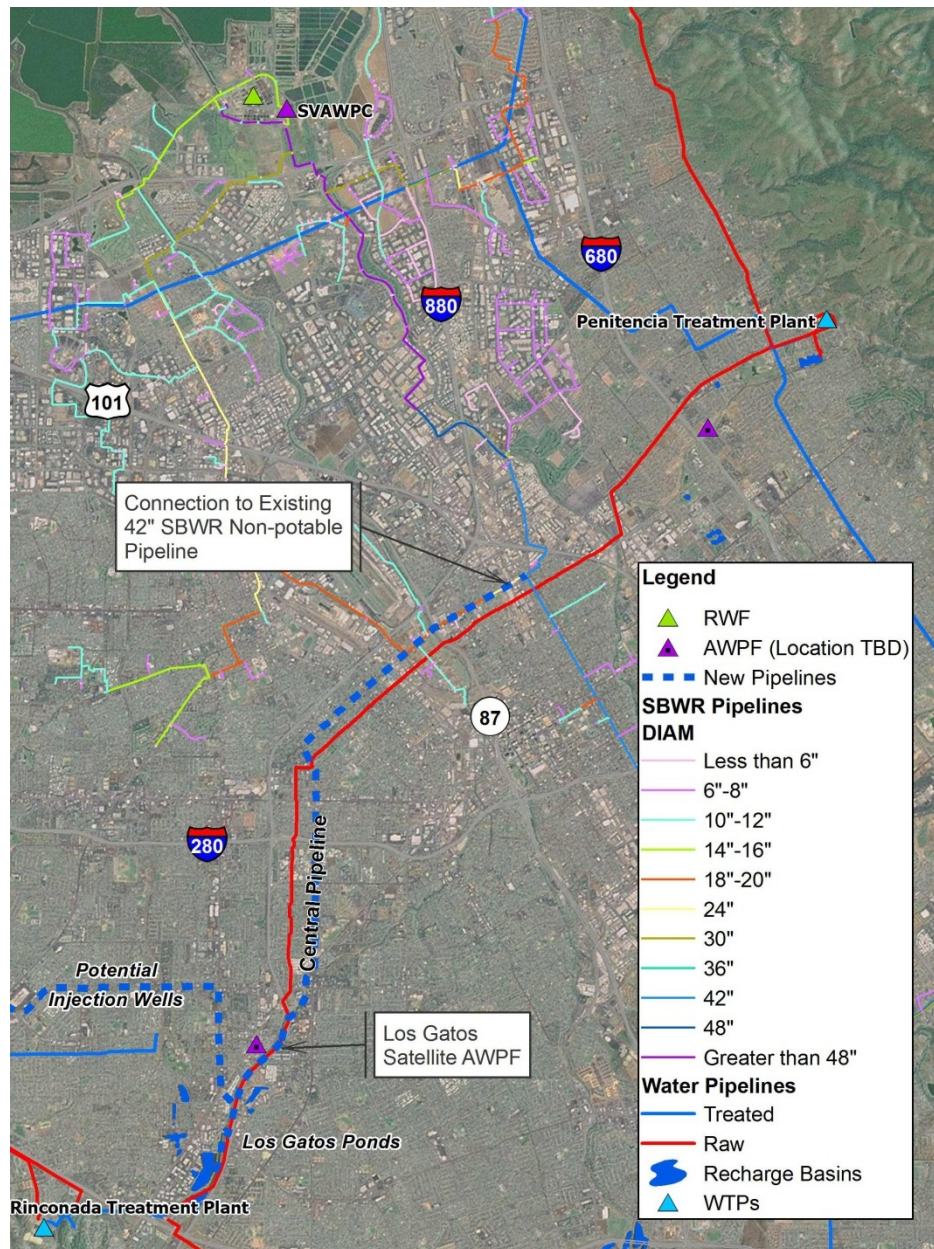 SVAWPC
680
880
Penitencia Treatment Plant
101
Connection to Existing
42" SBWR Non-potable
Pipeline
87
280
Central Pipeline
Potential
Injection Wells
Los Gatos
Satellite AWPF
Los Gatos Ponds
Rinconada Treatment Plant
Legend
RWF
AWPF (Location TBD)
New Pipelines
SBWR Pipelines
DIAM
Less than 6"
6"-8"
10"-12"
14"-16"
18"-20"
24"
30"
36"
42"
48"
Greater than 48"
Water Pipelines
Treated
Raw
Recharge Basins
WTPs